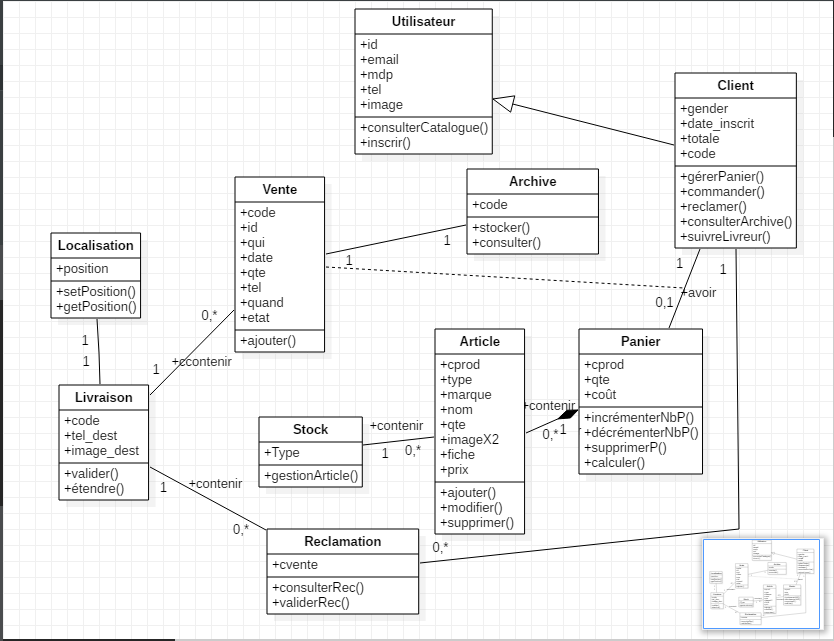 Utilisateur
+id
+email
+mdp
+tel
+image
+consulterCatalogue()
+inscrir()
Client
+gender
+date_inscrit
+totale
+code
+gérerPanier()
+commander()
+reclamer()
+consulterArchive()
+suivreLivreur()
Vente
+code
+id
+qui
+date
+qte
+tel
+quand
+etat
+ajouter()
Archive
+code
+stocker()
+consulter()
1
1
Localisation
+position
+setPosition()
+getPosition()
1
1
0,*
+ccontenir
1
1
1
+avoir
0,1
Livraison
+code
+tel_dest
+image_dest
+valider()
+étendre()
Stock
+Type
+gestionArticle()
+contenir
1
0,*
Article
+cprod
+type
+marque
+nom
+qte
+imageX2
+fiche
+prix
+ajouter()
+modifier()
+supprimer()
+contenir
0,*
1
Panier
+cprod
+qte
+coût
+incrémenterNbP()
+décrémenterNbP()
+supprimerP()
+calculer()
+contenir
1
0,*
Reclamation
+cvente
+consulterRec()
+validerRec()
0,*